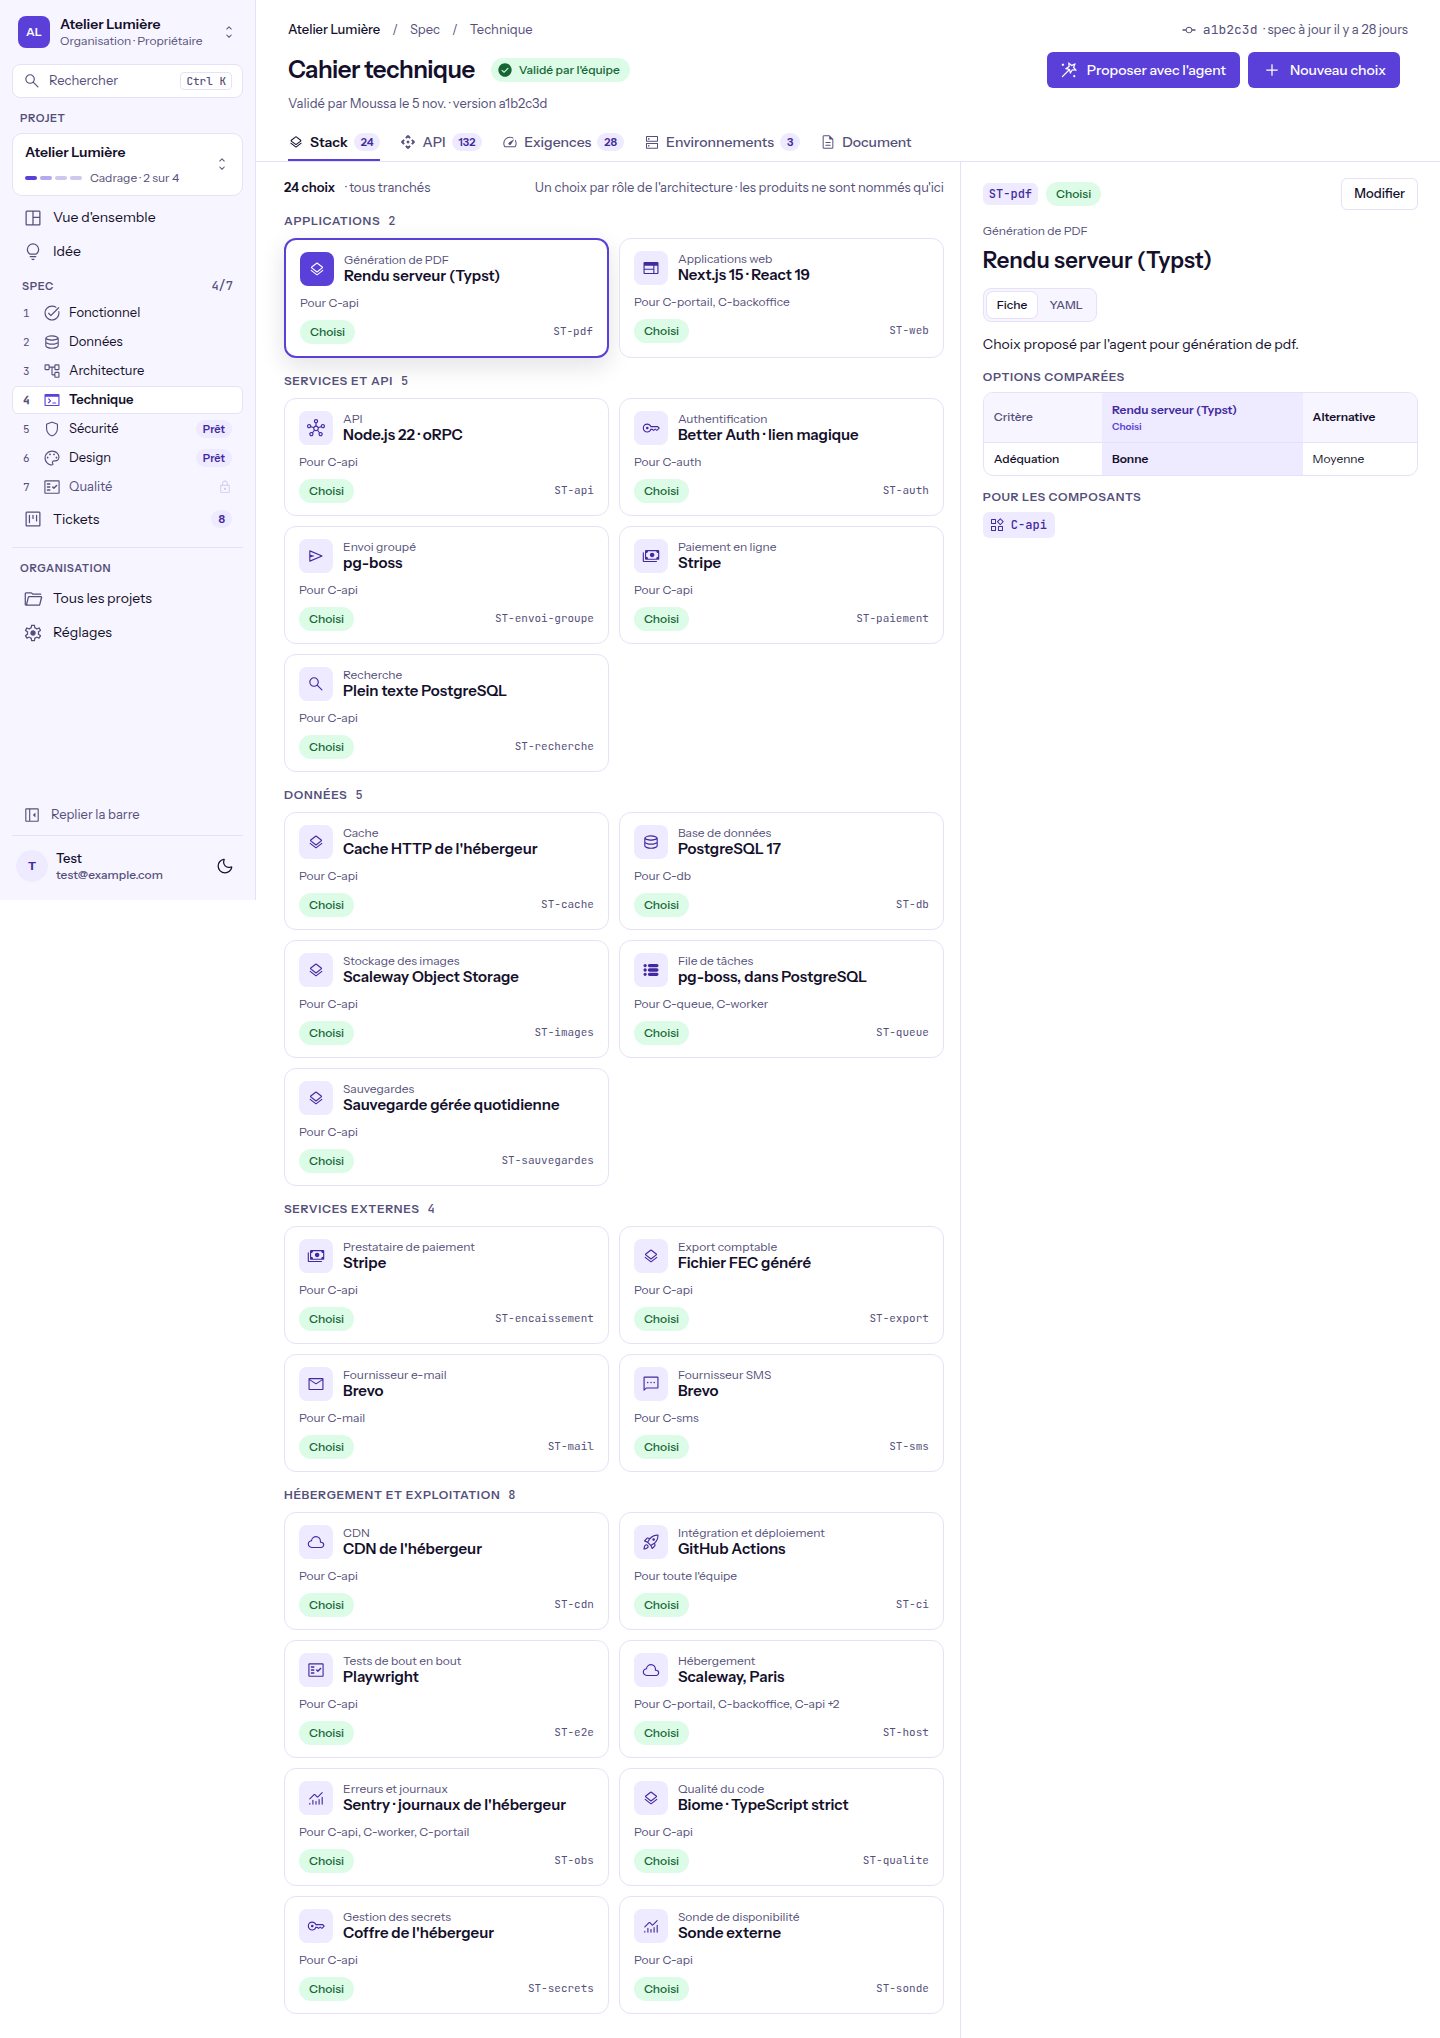 AL
Atelier Lumière
Organisation · Propriétaire
Rechercher
Ctrl K
PROJET
Atelier Lumière
Cadrage · 2 sur 4
Vue d'ensemble
Idée
SPEC 4/7
1 Fonctionnel
2 Données
3 Architecture
4 Technique
5 Sécurité Prêt
6 Design Prêt
7 Qualité
Tickets 8
ORGANISATION
Tous les projets
Réglages
Replier la barre
T
Test
test@example.com
Atelier Lumière / Spec / Technique
a1b2c3d · spec à jour il y a 28 jours
Cahier technique
Validé par l'équipe
Proposer avec l'agent
Nouveau choix
Validé par Moussa le 5 nov. · version a1b2c3d
Stack 24
API 132
Exigences 28
Environnements 3
Document
24 choix · tous tranchés
Un choix par rôle de l'architecture · les produits ne sont nommés qu'ici
APPLICATIONS 2
Génération de PDF
Rendu serveur (Typst)
Pour C-api
Choisi ST-pdf
Applications web
Next.js 15 · React 19
Pour C-portail, C-backoffice
Choisi ST-web
SERVICES ET API 5
API
Node.js 22 · oRPC
Pour C-api
Choisi ST-api
Authentification
Better Auth · lien magique
Pour C-auth
Choisi ST-auth
Envoi groupé
pg-boss
Pour C-api
Choisi ST-envoi-groupe
Paiement en ligne
Stripe
Pour C-api
Choisi ST-paiement
Recherche
Plein texte PostgreSQL
Pour C-api
Choisi ST-recherche
DONNÉES 5
Cache
Cache HTTP de l'hébergeur
Pour C-api
Choisi ST-cache
Base de données
PostgreSQL 17
Pour C-db
Choisi ST-db
Stockage des images
Scaleway Object Storage
Pour C-api
Choisi ST-images
File de tâches
pg-boss, dans PostgreSQL
Pour C-queue, C-worker
Choisi ST-queue
Sauvegardes
Sauvegarde gérée quotidienne
Pour C-api
Choisi ST-sauvegardes
SERVICES EXTERNES 4
Prestataire de paiement
Stripe
Pour C-api
Choisi ST-encaissement
Export comptable
Fichier FEC généré
Pour C-api
Choisi ST-export
Fournisseur e-mail
Brevo
Pour C-mail
Choisi ST-mail
Fournisseur SMS
Brevo
Pour C-sms
Choisi ST-sms
HÉBERGEMENT ET EXPLOITATION 8
CDN
CDN de l'hébergeur
Pour C-api
Choisi ST-cdn
Intégration et déploiement
GitHub Actions
Pour toute l'équipe
Choisi ST-ci
Tests de bout en bout
Playwright
Pour C-api
Choisi ST-e2e
Hébergement
Scaleway, Paris
Pour C-portail, C-backoffice, C-api +2
Choisi ST-host
Erreurs et journaux
Sentry · journaux de l'hébergeur
Pour C-api, C-worker, C-portail
Choisi ST-obs
Qualité du code
Biome · TypeScript strict
Pour C-api
Choisi ST-qualite
Gestion des secrets
Coffre de l'hébergeur
Pour C-api
Choisi ST-secrets
Sonde de disponibilité
Sonde externe
Pour C-api
Choisi ST-sonde
ST-pdf Choisi Modifier
Génération de PDF
Rendu serveur (Typst)
Fiche YAML
Choix proposé par l'agent pour génération de pdf.
OPTIONS COMPARÉES
Critère Rendu serveur (Typst) Alternative
Choisi
Adéquation Bonne Moyenne
POUR LES COMPOSANTS
C-api